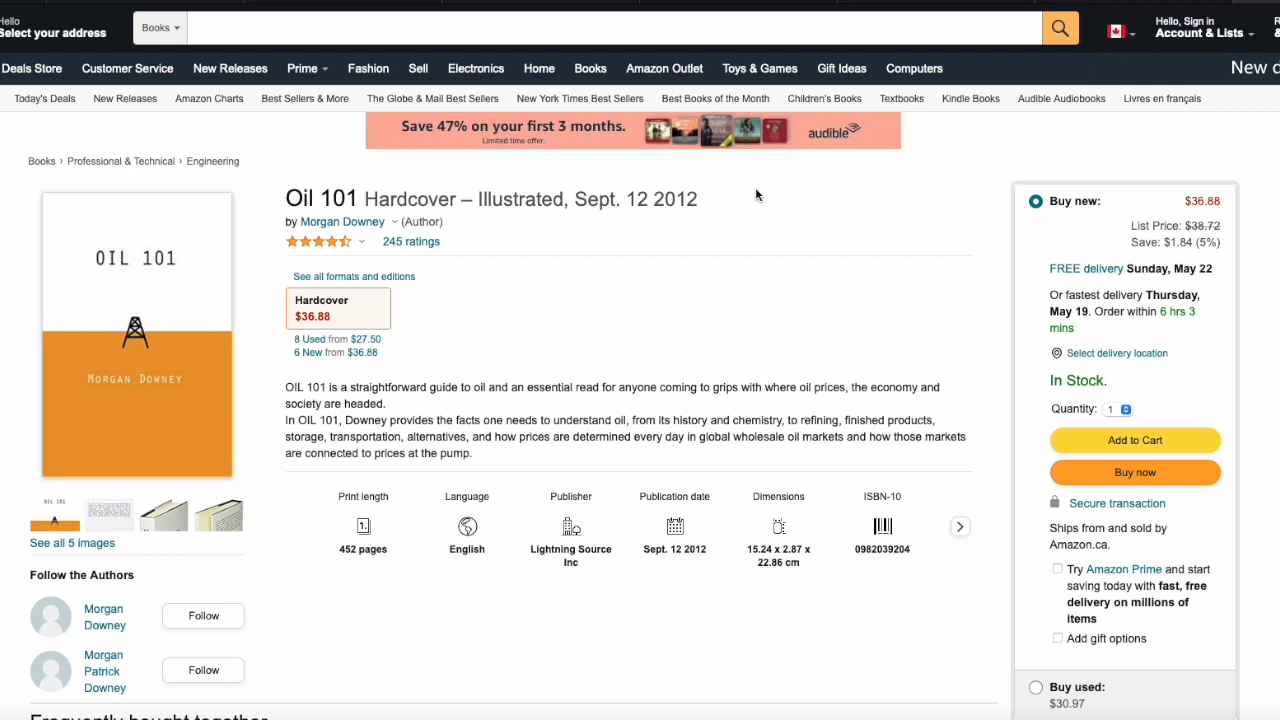 Hello
Select your address
Books
Hello, Sign in
Account & Lists
Deals Store Customer Service New Releases Prime Fashion Sell Electronics Home Books Amazon Outlet Toys & Games Gift Ideas Computers
Today's Deals New Releases Amazon Charts Best Sellers & More The Globe & Mail Best Sellers New York Times Best Sellers Best Books of the Month Children's Books Textbooks Kindle Books Audible Audiobooks Livres en français
Save 47% on your first 3 months.
Limited time offer.
audible
Books › Professional & Technical › Engineering
OIL 101
MORGAN DOWNEY
See all 5 images
Follow the Authors
Morgan
Downey
Follow
Morgan
Patrick
Downey
Follow
Oil 101 Hardcover – Illustrated, Sept. 12 2012
by Morgan Downey (Author)
245 ratings
See all formats and editions
Hardcover
$36.88
8 Used from $27.50
6 New from $36.88
OIL 101 is a straightforward guide to oil and an essential read for anyone coming to grips with where oil prices, the economy and
society are headed.
In OIL 101, Downey provides the facts one needs to understand oil, from its history and chemistry, to refining, finished products,
storage, transportation, alternatives, and how prices are determined every day in global wholesale oil markets and how those markets
are connected to prices at the pump.
Print length
452 pages
Language
English
Publisher
Lightning Source
Inc
Publication date
Sept. 12 2012
Dimensions
15.24 x 2.87 x
22.86 cm
ISBN-10
0982039204
Buy new: $36.88
List Price: $38.72
Save: $1.84 (5%)
FREE delivery Sunday, May 22
Or fastest delivery Thursday,
May 19. Order within 6 hrs 3
mins
Select delivery location
In Stock.
Quantity: 1
Add to Cart
Buy now
Secure transaction
Ships from and sold by
Amazon.ca.
Try Amazon Prime and start
saving today with fast, free
delivery on millions of
items
Add gift options
Buy used:
$30.97
Frequently bought together